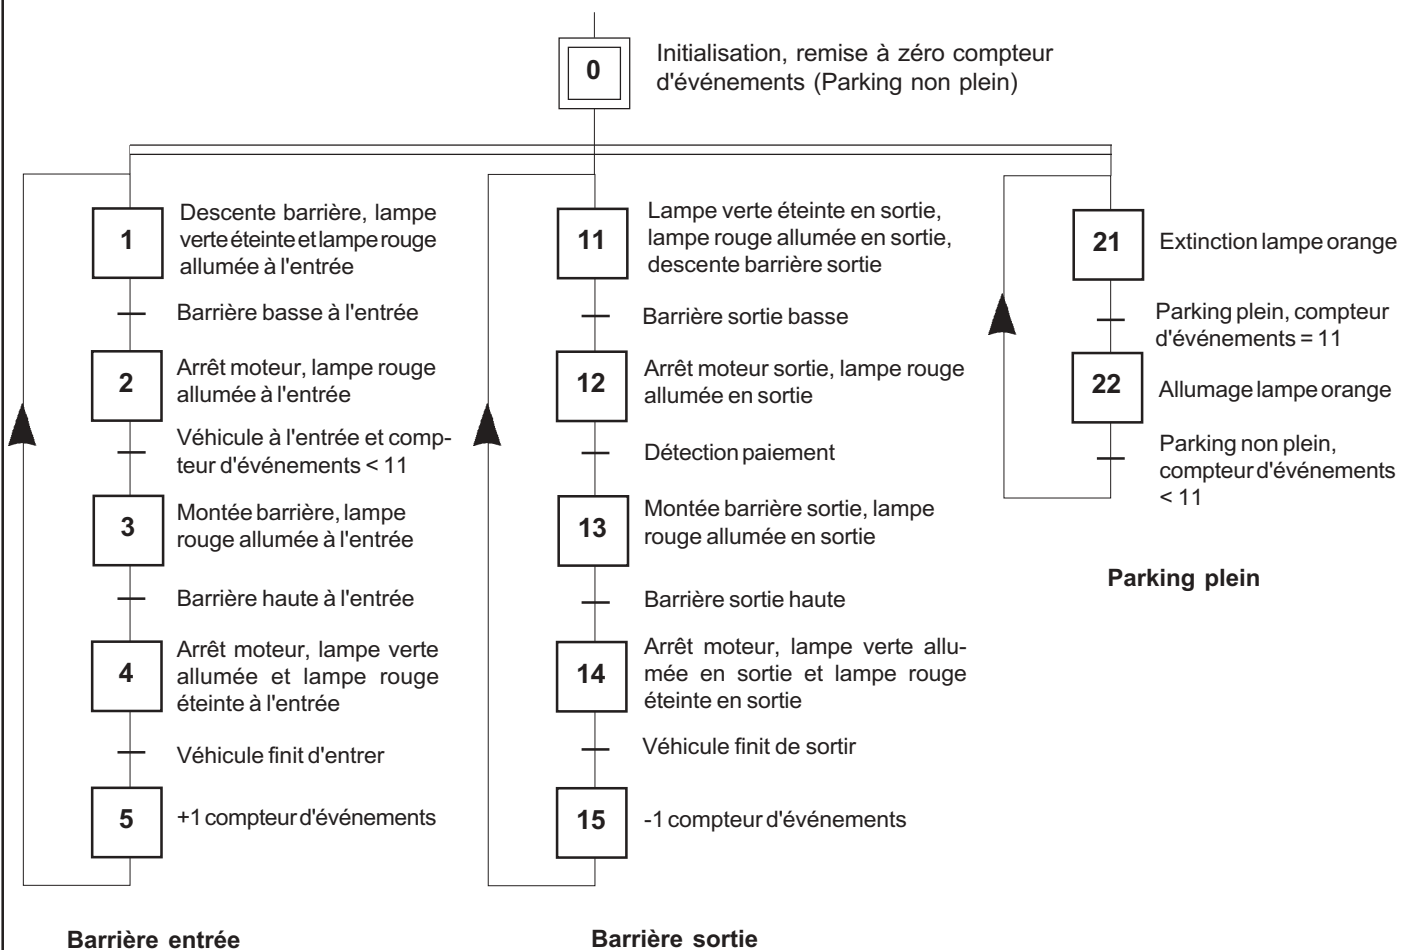 0
Initialisation, remise à zéro compteur
d'événements (Parking non plein)
1
Descente barrière, lampe
verte éteinte et lampe rouge
allumée à l'entrée
Barrière basse à l'entrée
2
Arrêt moteur, lampe rouge
allumée à l'entrée
Véhicule à l'entrée et comp-
teur d'événements < 11
3
Montée barrière, lampe
rouge allumée à l'entrée
Barrière haute à l'entrée
4
Arrêt moteur, lampe verte
allumée et lampe rouge
éteinte à l'entrée
Véhicule finit d'entrer
5
+1 compteur d'événements
Barrière entrée
11
Lampe verte éteinte en sortie,
lampe rouge allumée en sortie,
descente barrière sortie
Barrière sortie basse
12
Arrêt moteur sortie, lampe rouge
allumée en sortie
Détection paiement
13
Montée barrière sortie, lampe
rouge allumée en sortie
Barrière sortie haute
14
Arrêt moteur, lampe verte allu-
mée en sortie et lampe rouge
éteinte en sortie
Véhicule finit de sortir
15
-1 compteur d'événements
Barrière sortie
21
Extinction lampe orange
Parking plein, compteur
d'événements = 11
22
Allumage lampe orange
Parking non plein,
compteur d'événements
< 11
Parking plein